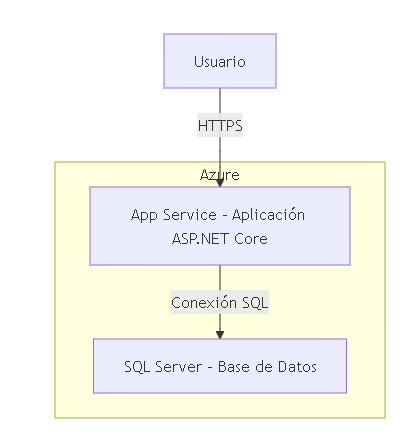 Usuario
HTTPS
Azure
App Service - Aplicación
ASP.NET Core
Conexión SQL
SQL Server - Base de Datos